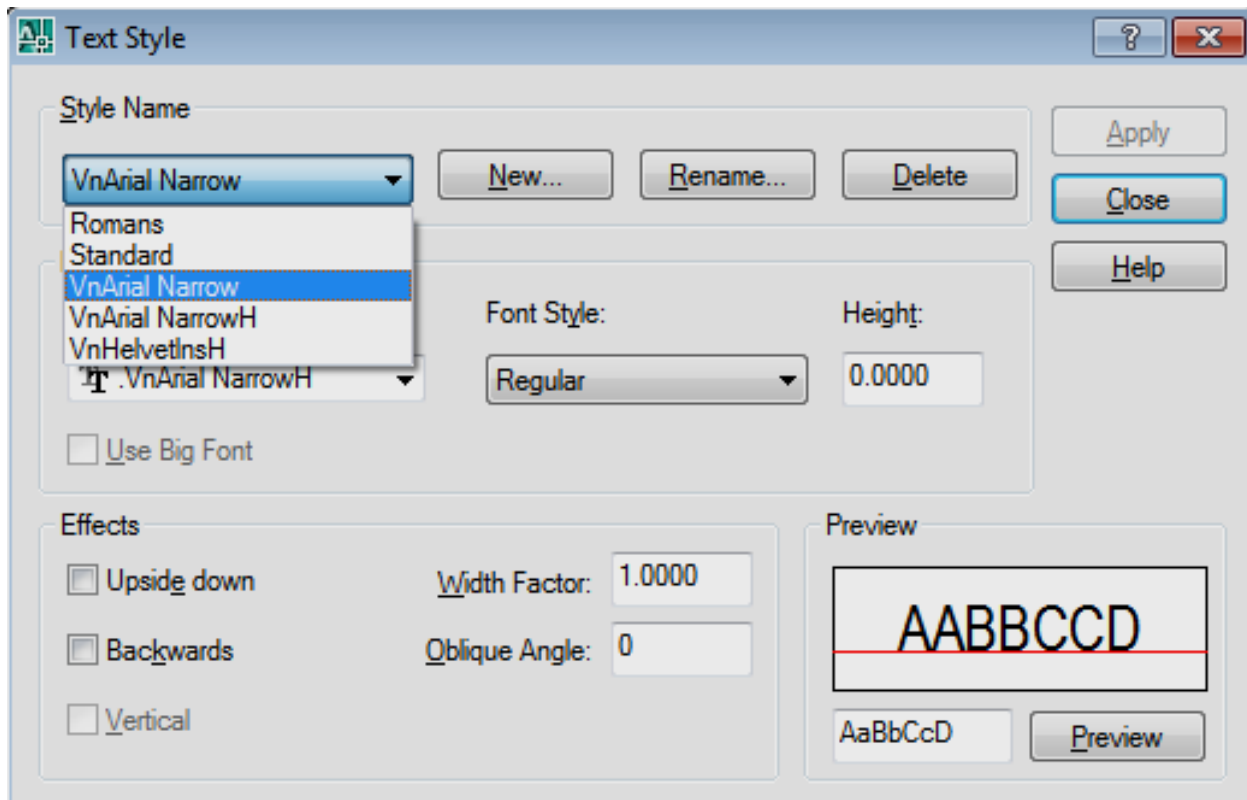 Text Style
Style Name
VnArial Narrow
New...
Rename...
Delete
Apply
Close
Help
Romans
Standard
VnArial Narrow
VnArial NarrowH
VnHelvetInsH
Font Style:
Height:
.VnArial NarrowH
Regular
0.0000
Use Big Font
Effects
Upside down
Width Factor:
1.0000
Backwards
Oblique Angle:
0
Vertical
Preview
AABBCCD
AaBbCcD
Preview